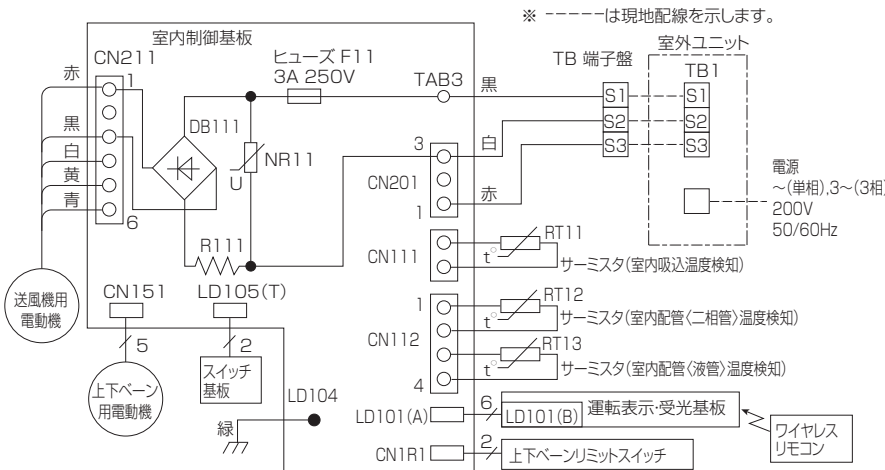 ※ -----は現地配線を示します。
室内制御基板
CN211
赤
1
黒
白
黄
青
6
DB111
ヒューズ F11
3A 250V
TAB3
黒
NR11
U
R111
3
白
CN201
1
赤
TB 端子盤
S1
S2
S3
室外ユニット
TB1
S1
S2
S3
電源
~(単相),3~(3相)
200V
50/60Hz
CN111
RT11
t°
サーミスタ(室内吸込温度検知)
1
CN112
4
RT12
t°
サーミスタ(室内配管〈二相管〉温度検知)
RT13
t°
サーミスタ(室内配管〈液管〉温度検知)
送風機用
電動機
CN151
5
上下ベーン
用電動機
LD105(T)
2
スイッチ
基板
LD104
緑
LD101(A)
6
LD101(B)
運転表示・受光基板
ワイヤレス
リモコン
CN1R1
2
上下ベーンリミットスイッチ